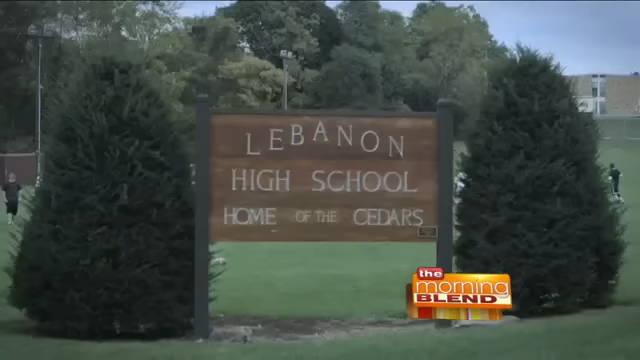 LEBANON
HIGH SCHOOL
HOME OF THE CEDARS
the
morning
BLEND